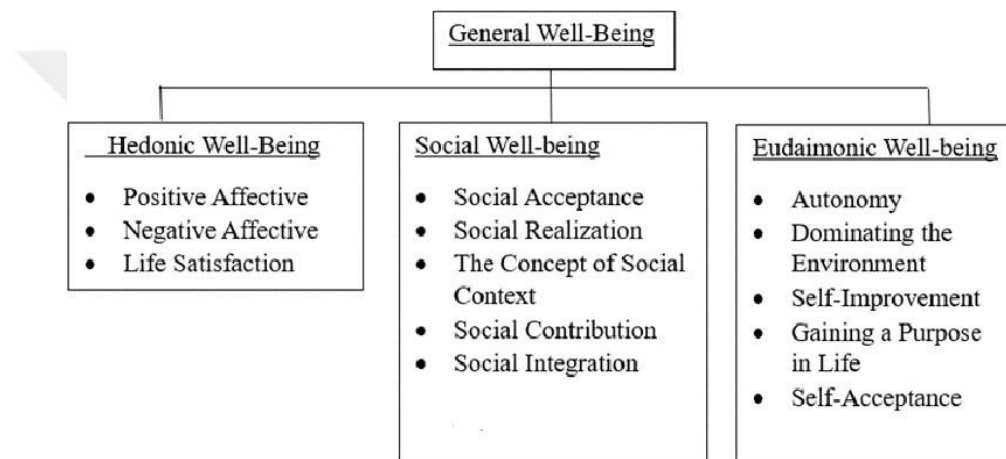 General Well-Being
Hedonic Well-Being
• Positive Affective
• Negative Affective
• Life Satisfaction
Social Well-being
• Social Acceptance
• Social Realization
• The Concept of Social
Context
• Social Contribution
• Social Integration
Eudaimonic Well-being
• Autonomy
• Dominating the
Environment
• Self-Improvement
• Gaining a Purpose
in Life
• Self-Acceptance